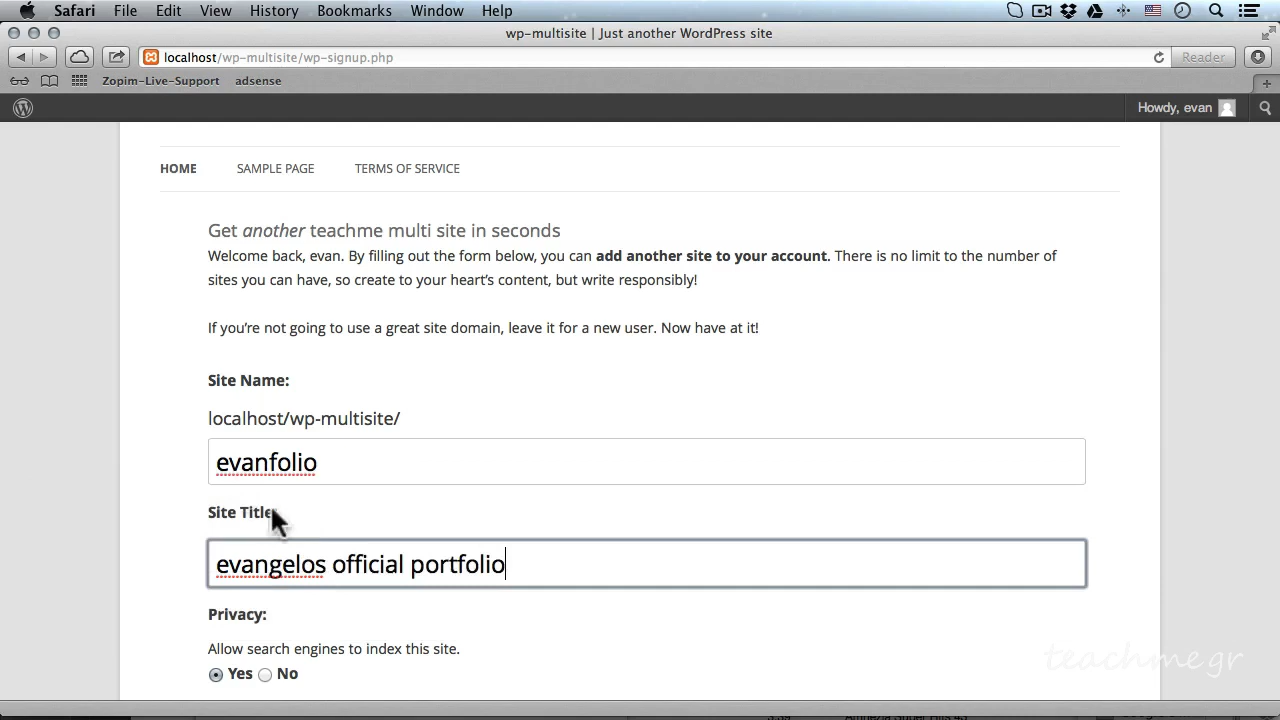 Safari File Edit View History Bookmarks Window Help
wp-multisite | Just another WordPress site
localhost/wp-multisite/wp-signup.php
Reader
Zopim-Live-Support adsense
Howdy, evan
HOME SAMPLE PAGE TERMS OF SERVICE
Get another teachme multi site in seconds
Welcome back, evan. By filling out the form below, you can add another site to your account. There is no limit to the number of
sites you can have, so create to your heart’s content, but write responsibly!
If you’re not going to use a great site domain, leave it for a new user. Now have at it!
Site Name:
localhost/wp-multisite/
evanfolio
Site Title
evangelos official portfolio
Privacy:
Allow search engines to index this site.
Yes No
teachme.gr